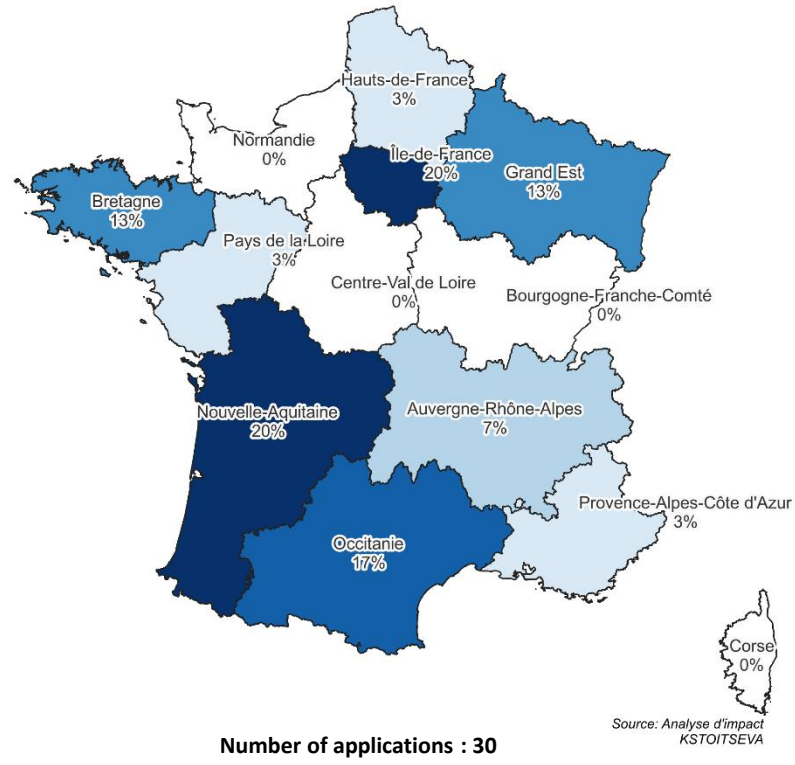 Hauts-de-France
3%
Normandie
0%
Île-de-France
20%
Grand Est
13%
Bretagne
13%
Pays de la Loire
3%
Centre-Val de Loire
0%
Bourgogne-Franche-Comté
0%
Nouvelle-Aquitaine
20%
Auvergne-Rhône-Alpes
7%
Provence-Alpes-Côte d'Azur
3%
Occitanie
17%
Corse
0%
Source: Analyse d'impact
KSTOITSEVA
Number of applications : 30